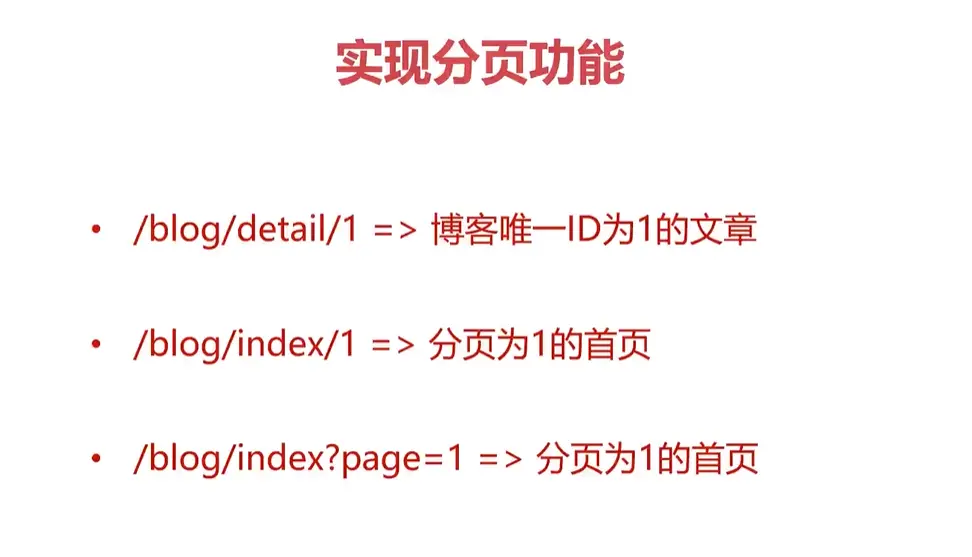 实现分页功能
• /blog/detail/1 => 博客唯一ID为1的文章
• /blog/index/1 => 分页为1的首页
• /blog/index?page=1 => 分页为1的首页